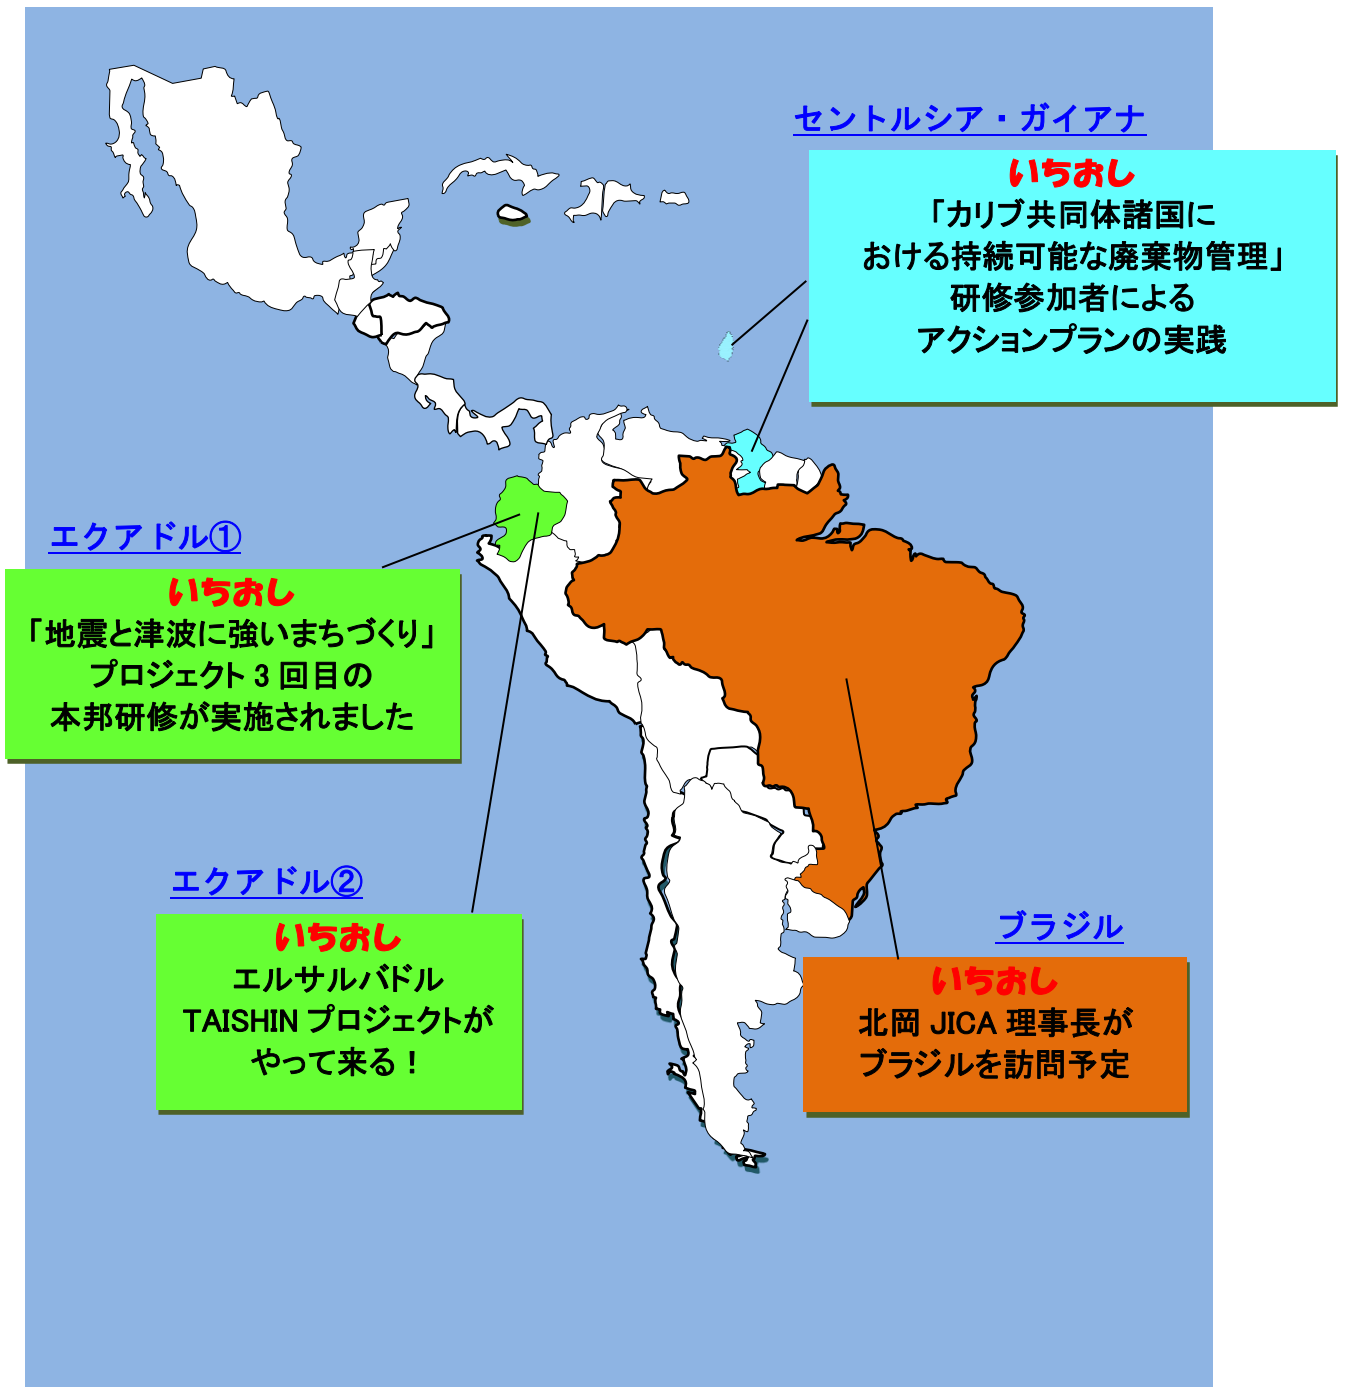 セントルシア・ガイアナ
いちおし
「カリブ共同体諸国に
おける持続可能な廃棄物管理」
研修参加者による
アクションプランの実践
エクアドル①
いちおし
「地震と津波に強いまちづくり」
プロジェクト 3 回目の
本邦研修が実施されました
エクアドル②
いちおし
エルサルバドル
TAISHIN プロジェクトが
やって来る！
ブラジル
いちおし
北岡 JICA 理事長が
ブラジルを訪問予定